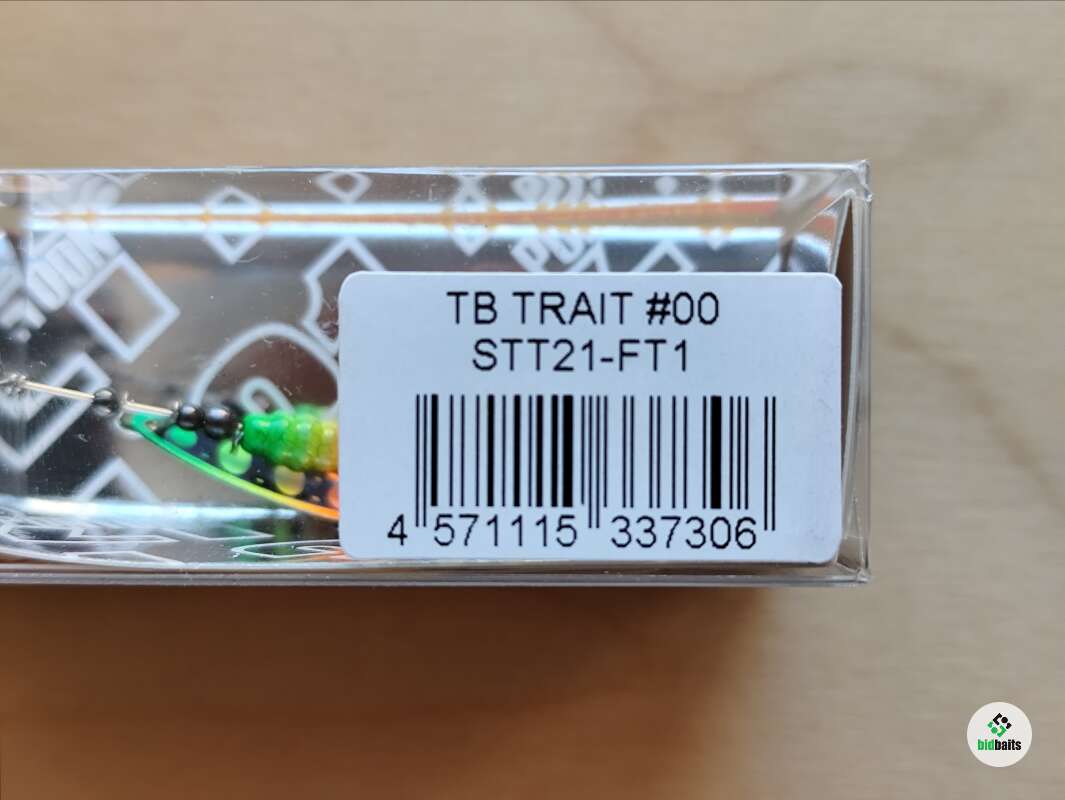 TB TRAIT #00
STT21-FT1
4 571115 337306
bidbaits